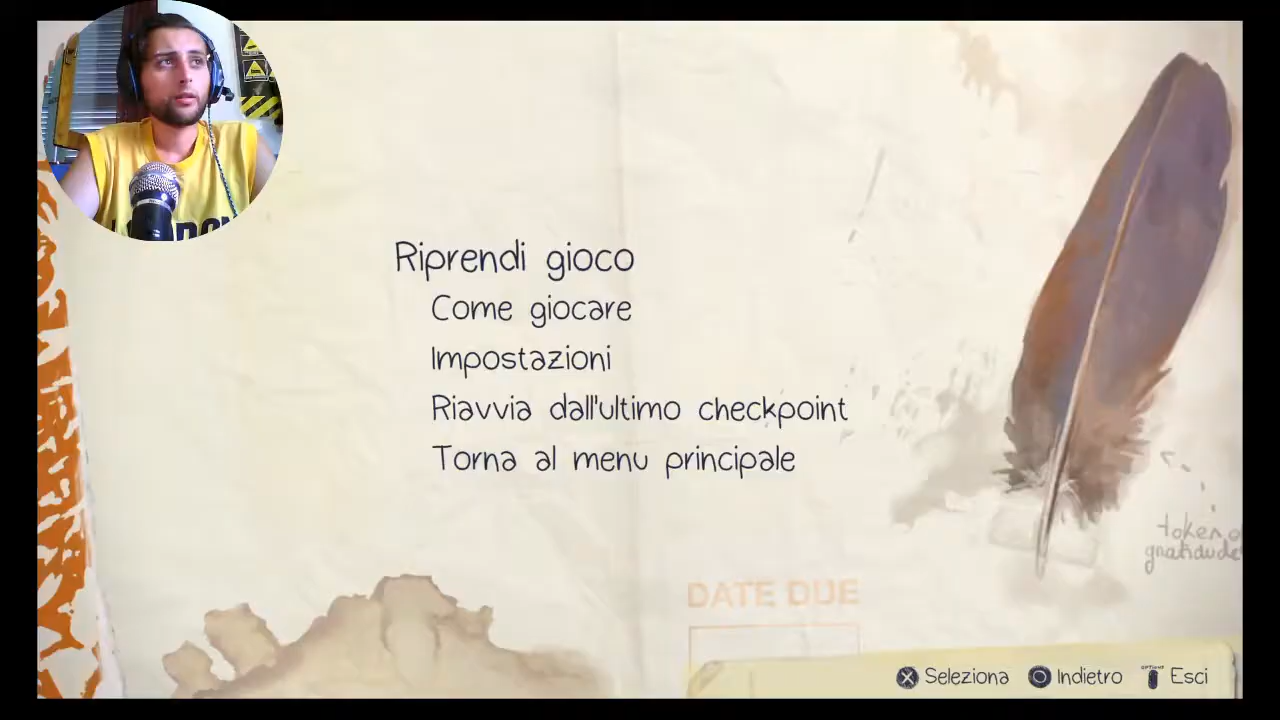 Riprendi gioco
Come giocare
Impostazioni
Riavvia dall'ultimo checkpoint
Torna al menu principale
token o
gratitude
DATE DUE
OPTIONS
Seleziona
Indietro
Esci